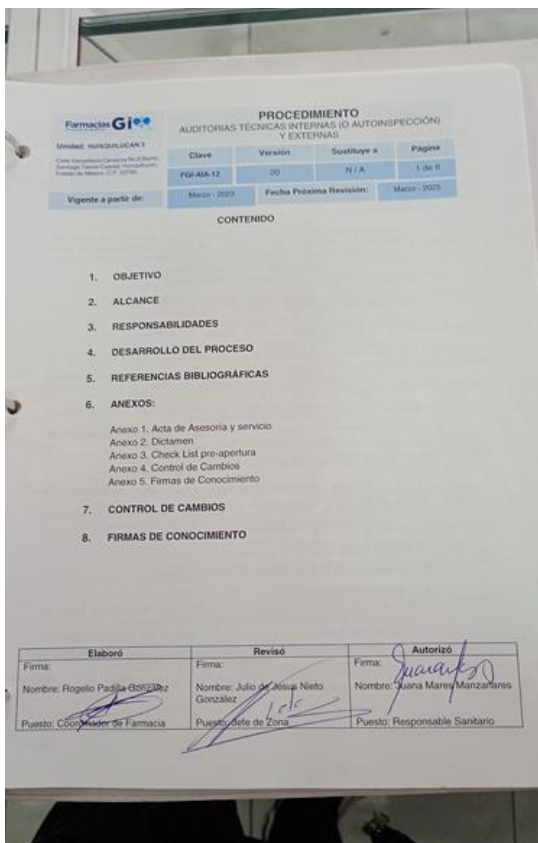 Farmacias Gi
PROCEDIMIENTO
AUDITORIAS TÉCNICAS INTERNAS (O AUTOINSPECCIÓN)
Y EXTERNAS
Unidad: HUIXQUILUCAN 3
Clave Versión Sustituye a Página
FGI-AIA-12 00 N / A 1 de 8
Vigente a partir de: Marzo - 2023 Fecha Próxima Revisión: Marzo - 2025
CONTENIDO
1. OBJETIVO
2. ALCANCE
3. RESPONSABILIDADES
4. DESARROLLO DEL PROCESO
5. REFERENCIAS BIBLIOGRÁFICAS
6. ANEXOS:
Anexo 1. Acta de Asesoria y servicio
Anexo 2. Dictamen
Anexo 3. Check List pre-apertura
Anexo 4. Control de Cambios
Anexo 5. Firmas de Conocimiento
7. CONTROL DE CAMBIOS
8. FIRMAS DE CONOCIMIENTO
Elaboró Revisó Autorizó
Firma: Firma: Firma:
Nombre: Rogelio Padilla González Nombre: Julio de Jesus Nieto Nombre: Juana Mares Manzanares
González
Puesto: Coordinador de Farmacia Puesto: Jefe de Zona Puesto: Responsable Sanitario